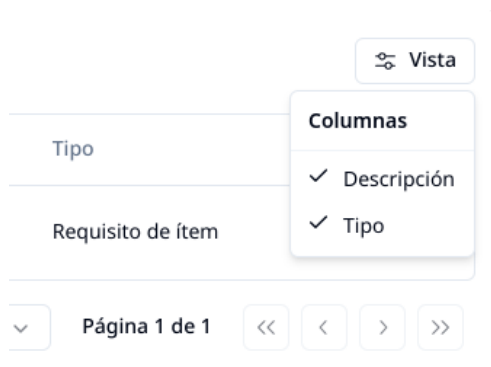 Vista
Columnas
Tipo
Descripción
Tipo
Requisito de ítem
Página 1 de 1